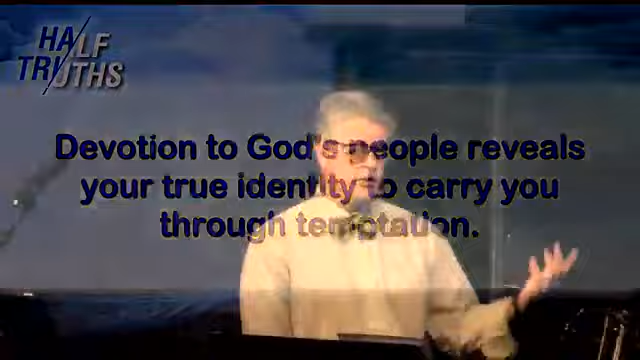 HALF
TRUTHS
Devotion to God's people reveals
your true identity to carry you
through temptation.